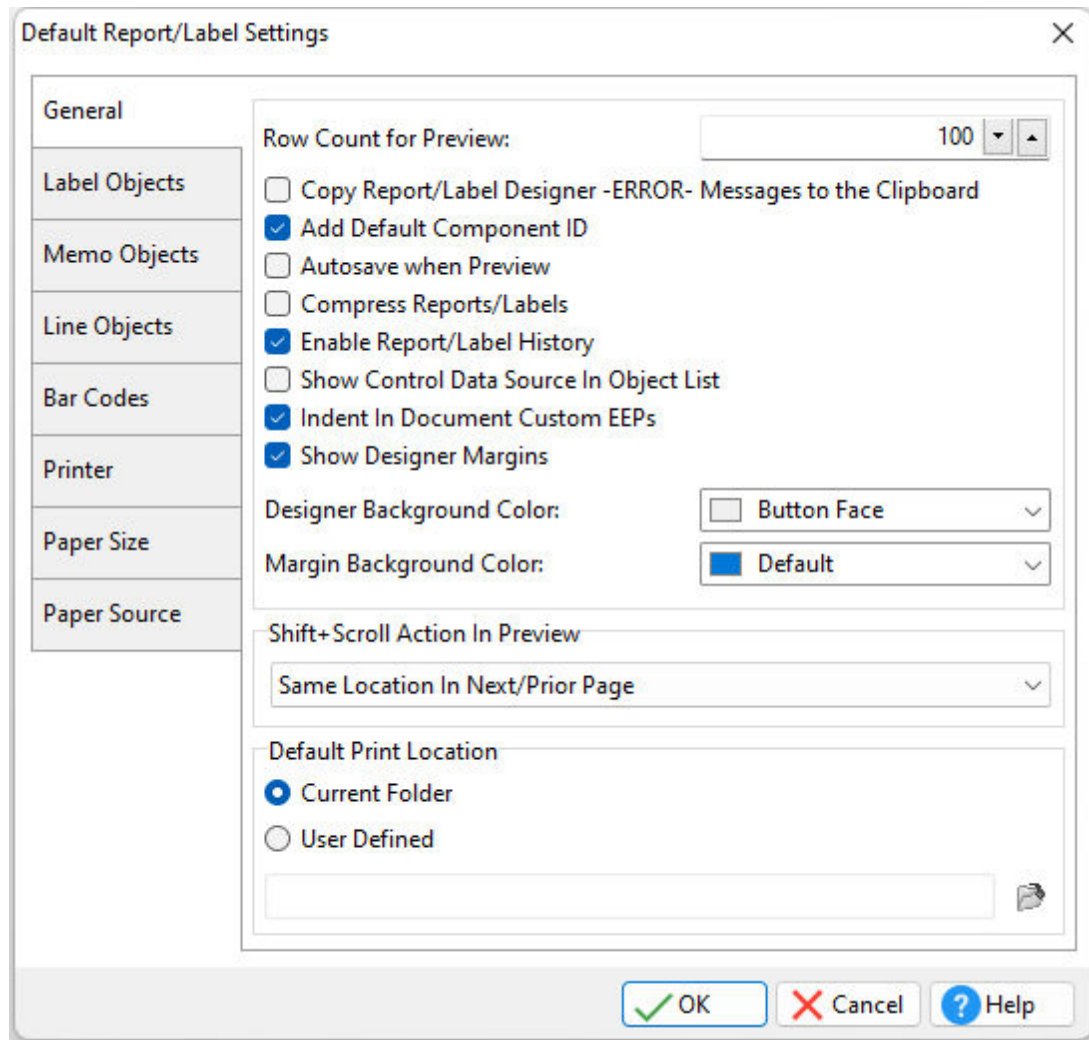 Default Report/Label Settings
General
Label Objects
Memo Objects
Line Objects
Bar Codes
Printer
Paper Size
Paper Source
Row Count for Preview: 100
Copy Report/Label Designer -ERROR- Messages to the Clipboard
Add Default Component ID
Autosave when Preview
Compress Reports/Labels
Enable Report/Label History
Show Control Data Source In Object List
Indent In Document Custom EEPs
Show Designer Margins
Designer Background Color: Button Face
Margin Background Color: Default
Shift+Scroll Action In Preview
Same Location In Next/Prior Page
Default Print Location
Current Folder
User Defined
OK Cancel ? Help